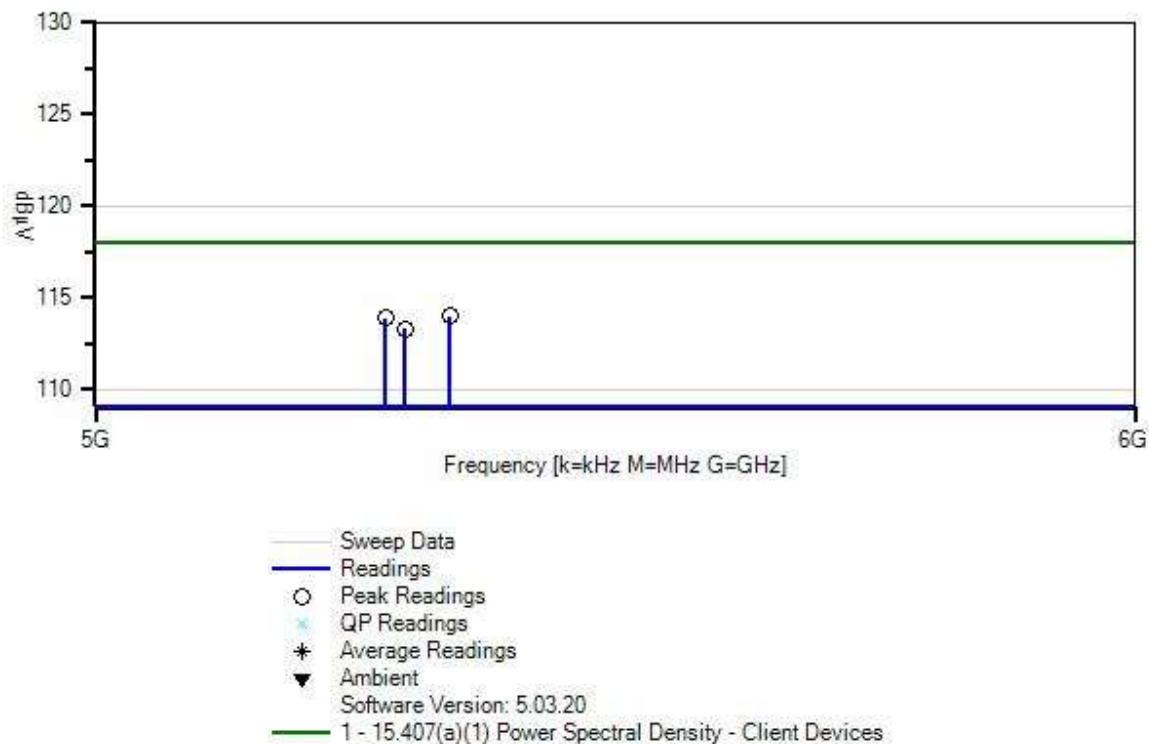 130
125
120
115
110
dBµV
5G
6G
Frequency [k=kHz M=MHz G=GHz]
Sweep Data
Readings
Peak Readings
QP Readings
Average Readings
Ambient
Software Version: 5.03.20
1 - 15.407(a)(1) Power Spectral Density - Client Devices